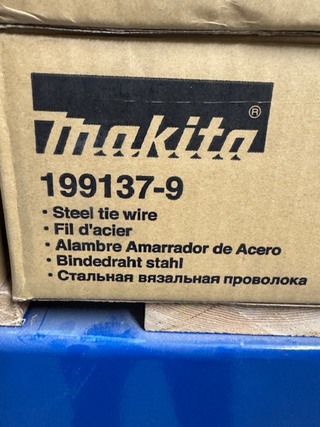 makita®
199137-9
· Steel tie wire
· Fil d'acier
· Alambre Amarrador de Acero
· Bindedraht stahl
· Стальная вязальная проволока